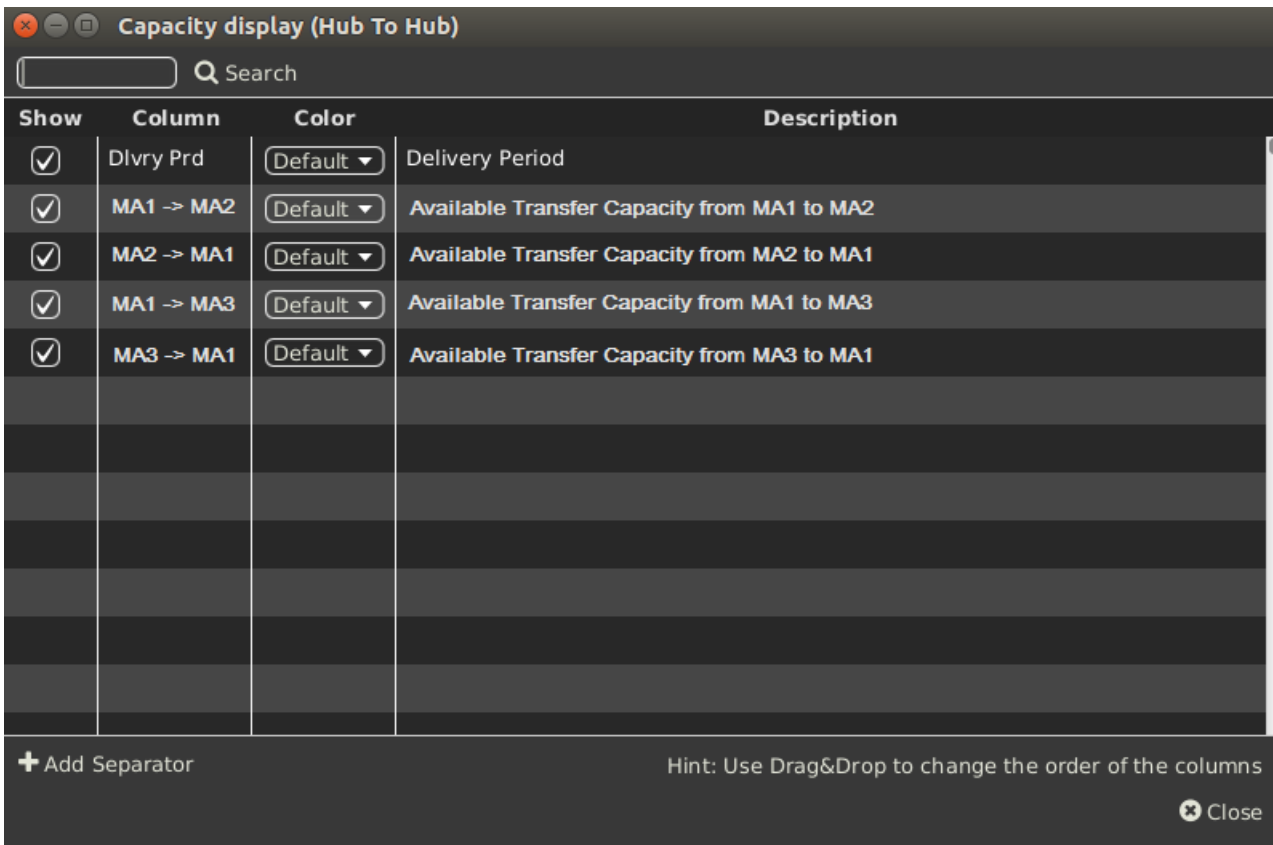 Capacity display (Hub To Hub)
Search
Show Column Color Description
Dlvry Prd Default Delivery Period
MA1 -> MA2 Default Available Transfer Capacity from MA1 to MA2
MA2 -> MA1 Default Available Transfer Capacity from MA2 to MA1
MA1 -> MA3 Default Available Transfer Capacity from MA1 to MA3
MA3 -> MA1 Default Available Transfer Capacity from MA3 to MA1
Add Separator Hint: Use Drag&Drop to change the order of the columns
Close